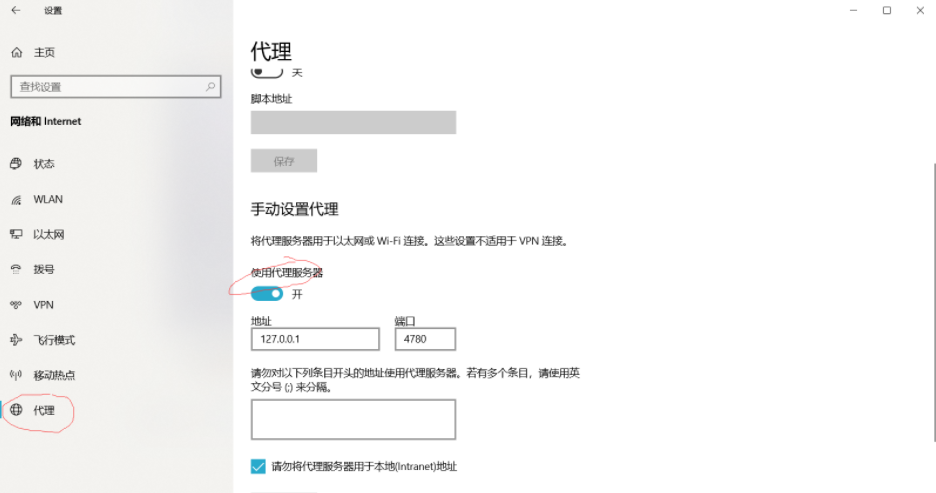 设置
主页
查找设置
网络和 Internet
状态
WLAN
以太网
拨号
VPN
飞行模式
移动热点
代理
代理
脚本地址
保存
手动设置代理
将代理服务器用于以太网或 Wi-Fi 连接。这些设置不适用于 VPN 连接。
使用代理服务器
开
地址 端口
127.0.0.1 4780
请勿对以下列条目开头的地址使用代理服务器。若有多个条目，请使用英
文分号 (;) 来分隔。
请勿将代理服务器用于本地(Intranet)地址